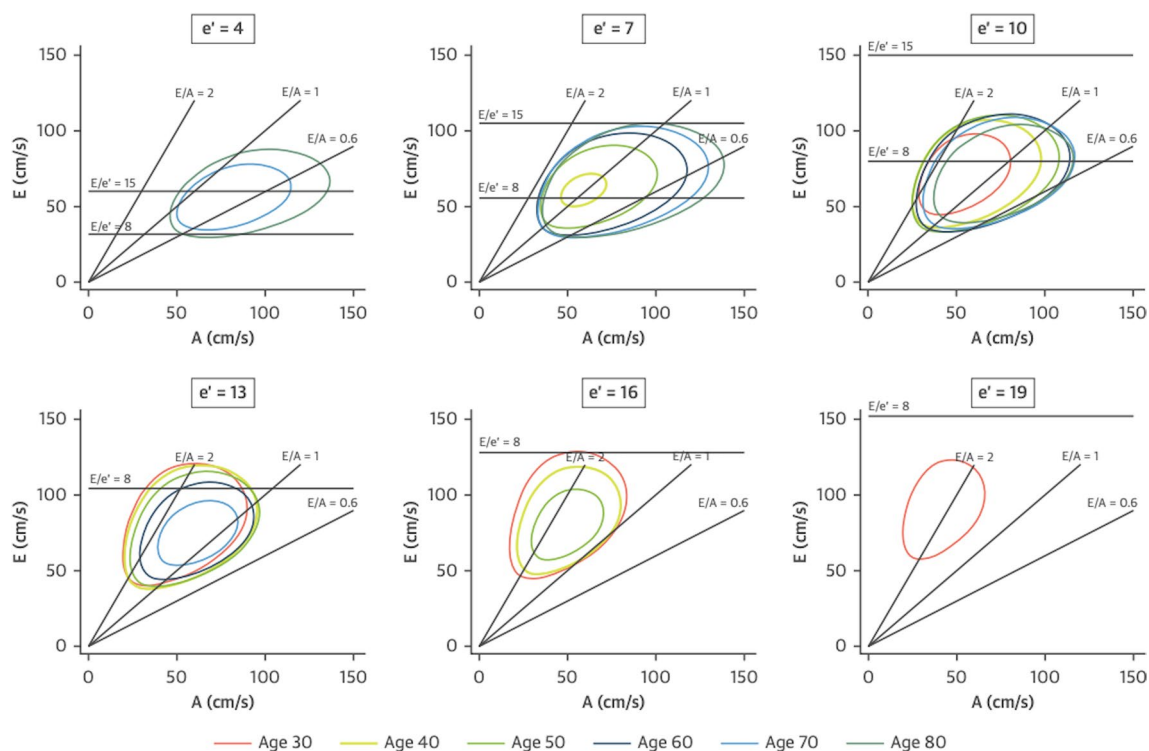 e' = 4
150
100
50
0
E (cm/s)
E/A = 2
E/A = 1
E/A = 0.6
E/e' = 15
E/e' = 8
0
50
100
150
A (cm/s)
e' = 7
150
100
50
0
E (cm/s)
E/A = 2
E/A = 1
E/e' = 15
E/A = 0.6
E/e' = 8
0
50
100
150
A (cm/s)
e' = 10
150
100
50
0
E (cm/s)
E/e' = 15
E/A = 2
E/A = 1
E/A = 0.6
E/e' = 8
0
50
100
150
A (cm/s)
e' = 13
150
100
50
0
E (cm/s)
E/A = 2
E/A = 1
E/e' = 8
E/A = 0.6
0
50
100
150
A (cm/s)
e' = 16
150
100
50
0
E (cm/s)
E/e' = 8
E/A = 2
E/A = 1
E/A = 0.6
0
50
100
150
A (cm/s)
e' = 19
150
100
50
0
E (cm/s)
E/e' = 8
E/A = 2
E/A = 1
E/A = 0.6
0
50
100
150
A (cm/s)
Age 30 Age 40 Age 50 Age 60 Age 70 Age 80